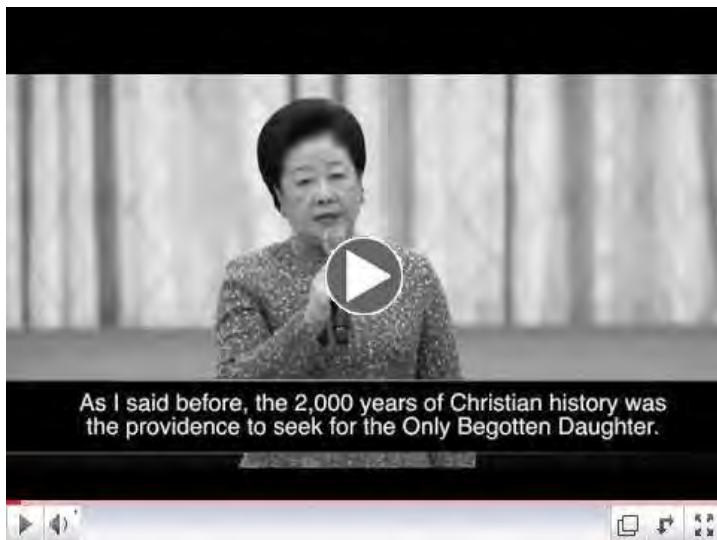 As I said before, the 2,000 years of Christian history was
the providence to seek for the Only Begotten Daughter.